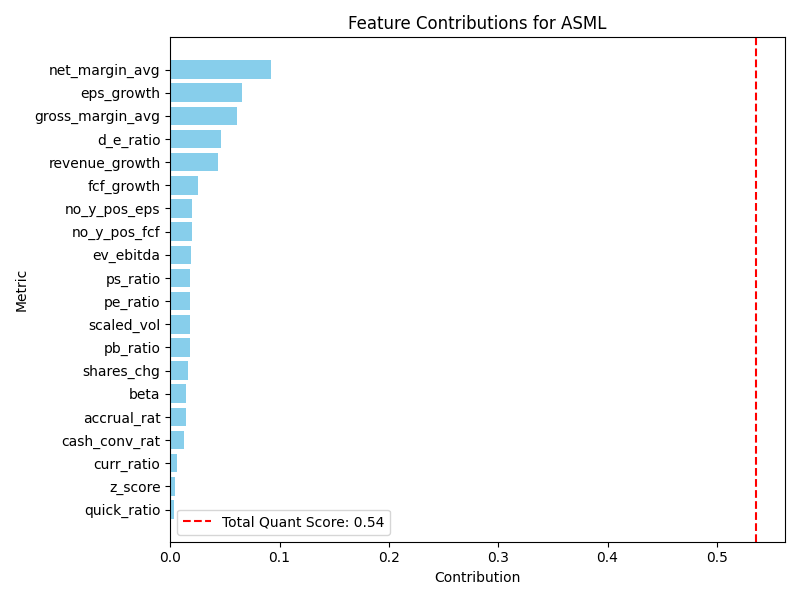 Feature Contributions for ASML
net_margin_avg
eps_growth
gross_margin_avg
d_e_ratio
revenue_growth
fcf_growth
no_y_pos_eps
no_y_pos_fcf
ev_ebitda
ps_ratio
pe_ratio
scaled_vol
pb_ratio
shares_chg
beta
accrual_rat
cash_conv_rat
curr_ratio
z_score
quick_ratio
Metric
Total Quant Score: 0.54
0.0 0.1 0.2 0.3 0.4 0.5
Contribution